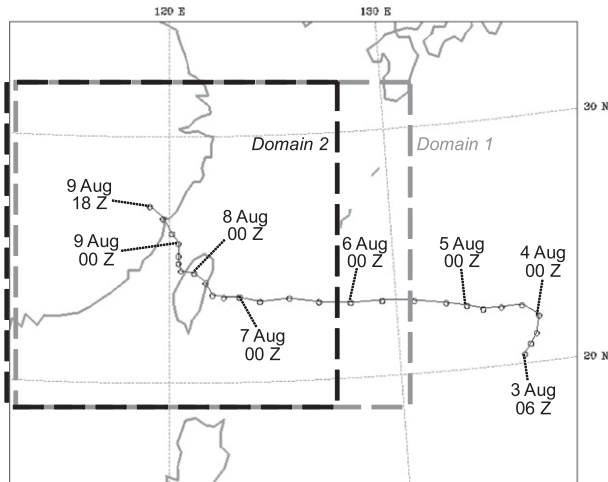 120 E
130 E
30 N
Domain 2
Domain 1
9 Aug
18 Z
8 Aug
00 Z
9 Aug
00 Z
6 Aug
00 Z
5 Aug
00 Z
4 Aug
00 Z
7 Aug
00 Z
20 N
3 Aug
06 Z